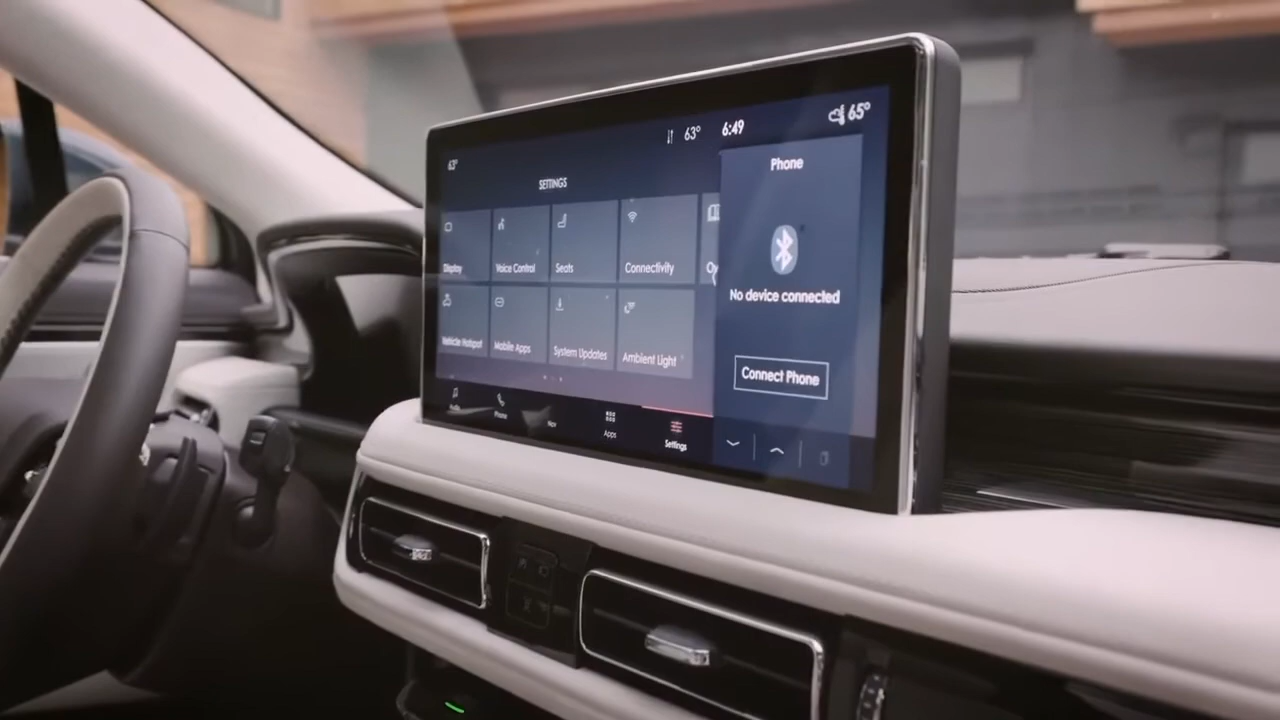 63° 6:49 65°
63°
SETTINGS
Phone
Display
Voice Control
Seats
Connectivity
No device connected
Vehicle Hotspot
Mobile Apps
System Updates
Ambient Light
Connect Phone
Phone
Nav
Apps
Settings